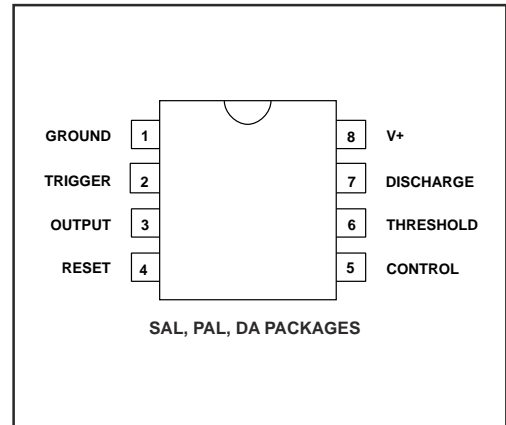 GROUND 1 8 V+
TRIGGER 2 7 DISCHARGE
OUTPUT 3 6 THRESHOLD
RESET 4 5 CONTROL
SAL, PAL, DA PACKAGES